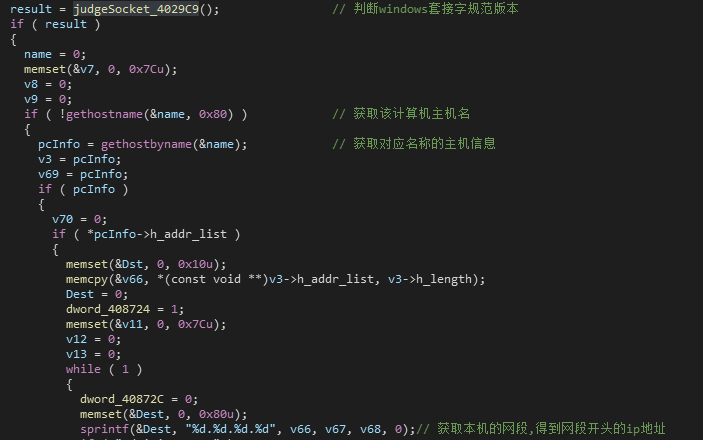 result = judgeSocket_4029C9(); // 判断windows套接字规范版本
if ( result )
{
name = 0;
memset(&v7, 0, 0x7Cu);
v8 = 0;
v9 = 0;
if ( !gethostname(&name, 0x80) ) // 获取该计算机主机名
{
pcInfo = gethostbyname(&name); // 获取对应名称的主机信息
v3 = pcInfo;
v69 = pcInfo;
if ( pcInfo )
{
v70 = 0;
if ( *pcInfo->h_addr_list )
{
memset(&Dst, 0, 0x10u);
memcpy(&v66, *(const void **)v3->h_addr_list, v3->h_length);
Dest = 0;
dword_408724 = 1;
memset(&v11, 0, 0x7Cu);
v12 = 0;
v13 = 0;
while ( 1 )
{
dword_40872C = 0;
memset(&Dest, 0, 0x80u);
sprintf(&Dest, "%d.%d.%d.%d", v66, v67, v68, 0);// 获取本机的网段,得到网段开头的ip地址